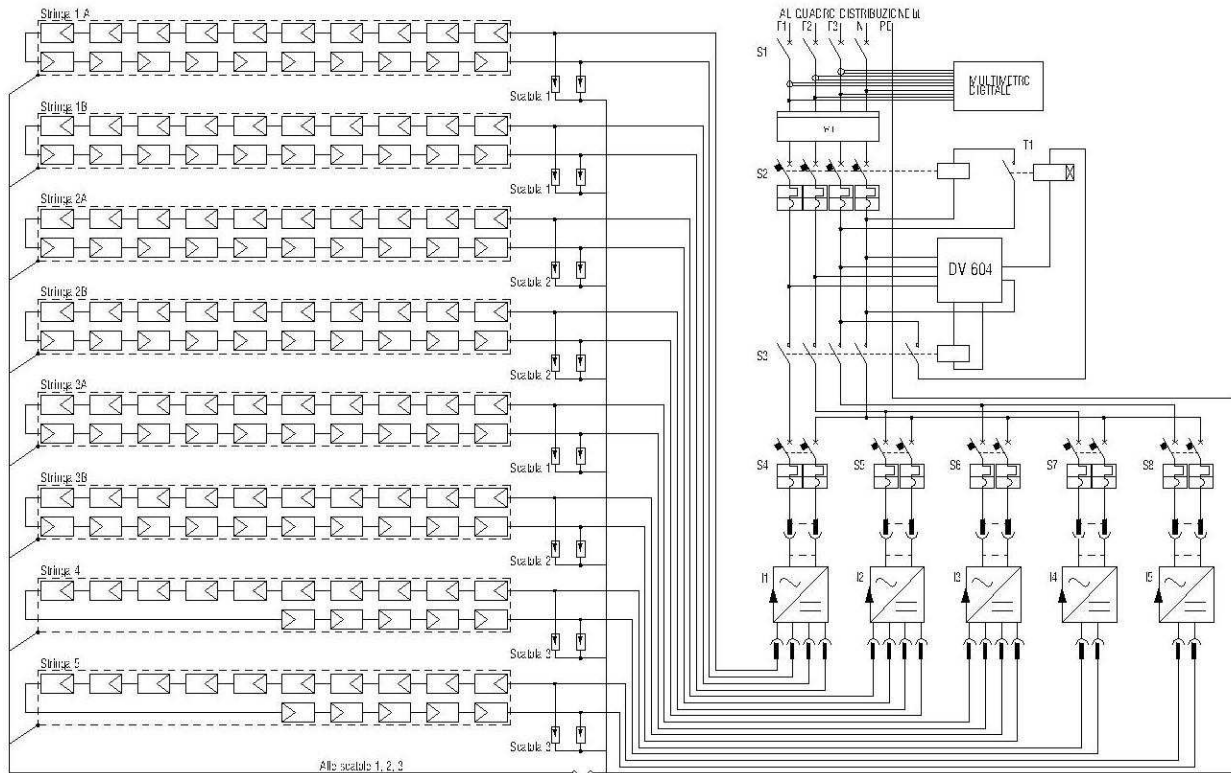 Stringa 1 A
Scatola 1
Stringa 1B
Scatola 1
Stringa 2A
Scatola 2
Stringa 2B
Scatola 2
Stringa 3A
Scatola 1
Stringa 3B
Scatola 2
Stringa 4
Scatola 3
Stringa 5
Scatola 3
Alle scatole 1, 2, 3
AL QUADRO DISTRIBUZIONE
F1 F2 F3 N PE
S1
MULTIMETRO
DIGITALE
T1
S2
DV 604
S3
S4 S5 S6 S7 S8
I1 I2 I3 I4 I5